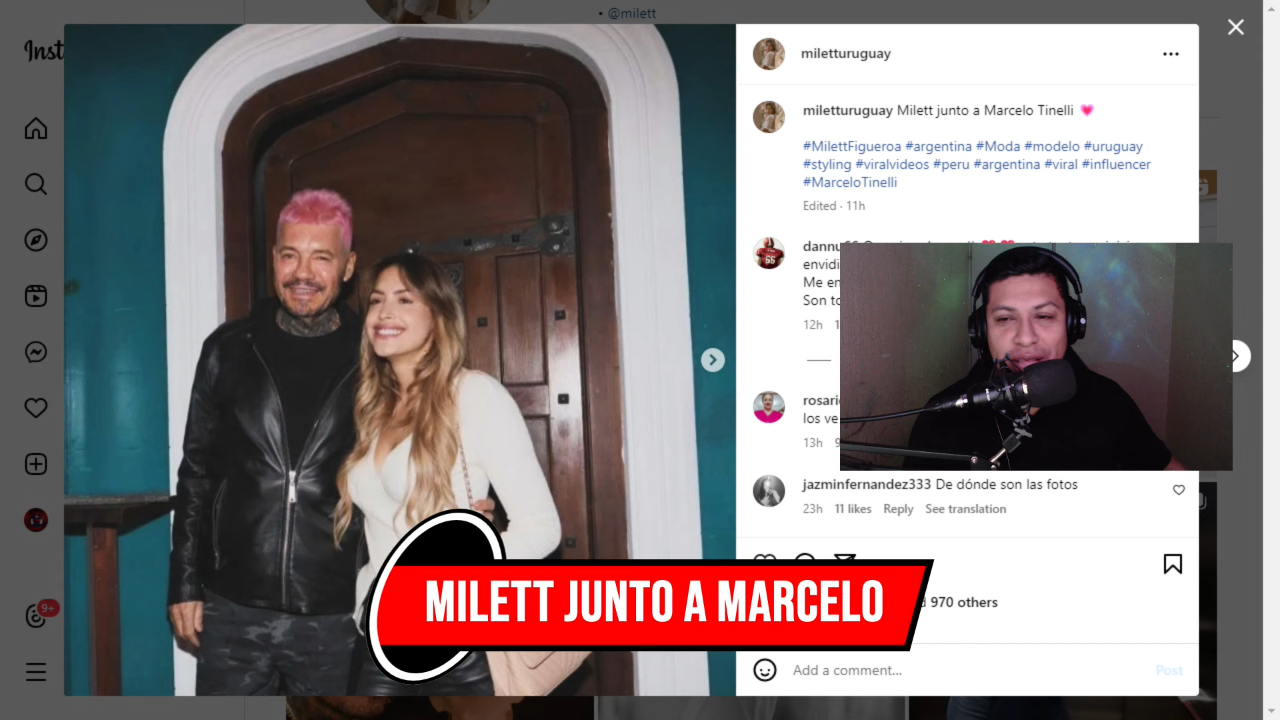 • @milett
Inst
miletturuguay
miletturuguay Milett junto a Marcelo Tinelli
#MilettFigueroa #argentina #Moda #modelo #uruguay
#styling #viralvideos #peru #argentina #viral #influencer
#MarceloTinelli
Edited · 11h
envidi
Me en
Son to
12h 1
rosari
los ve
13h 9
jazminfernandez333 De dónde son las fotos
23h 11 likes Reply See translation
MILETT JUNTO A MARCELO
970 others
9+
Add a comment...
Post